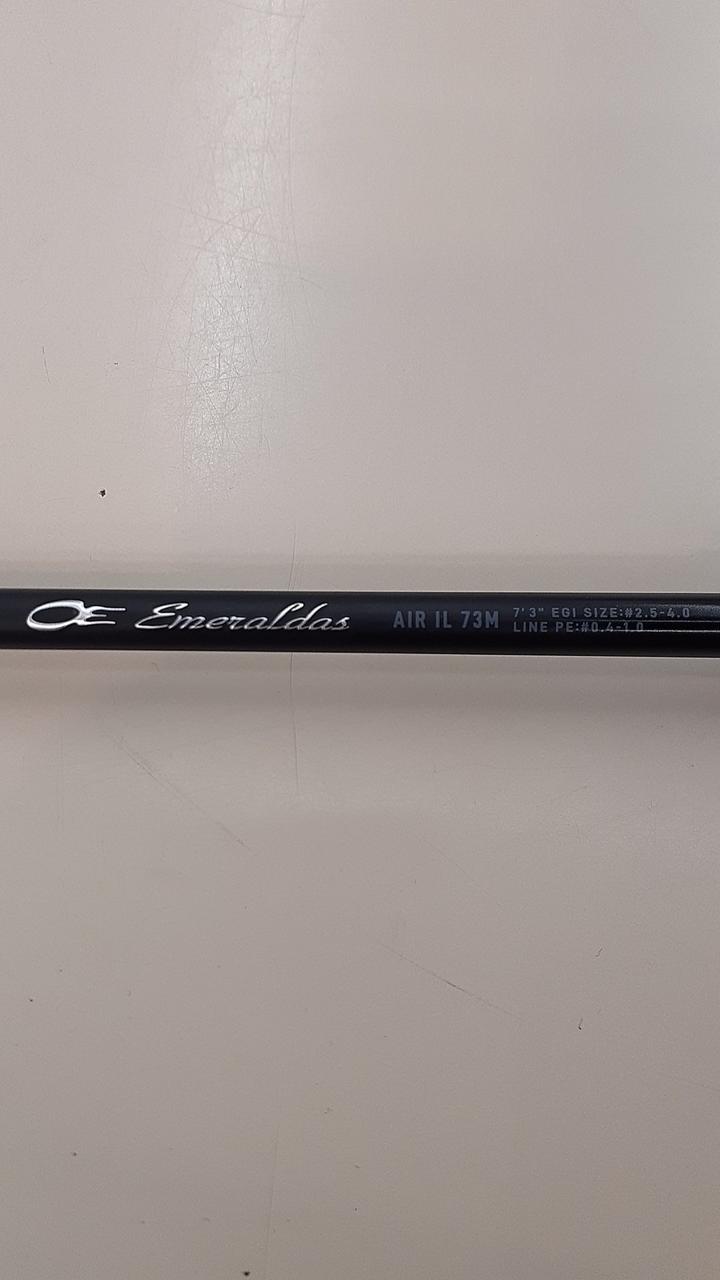 Emeraldas AIR IL 73M 7'3" EGI SIZE:#2.5-4.0
LINE PE:#0.4-1.0